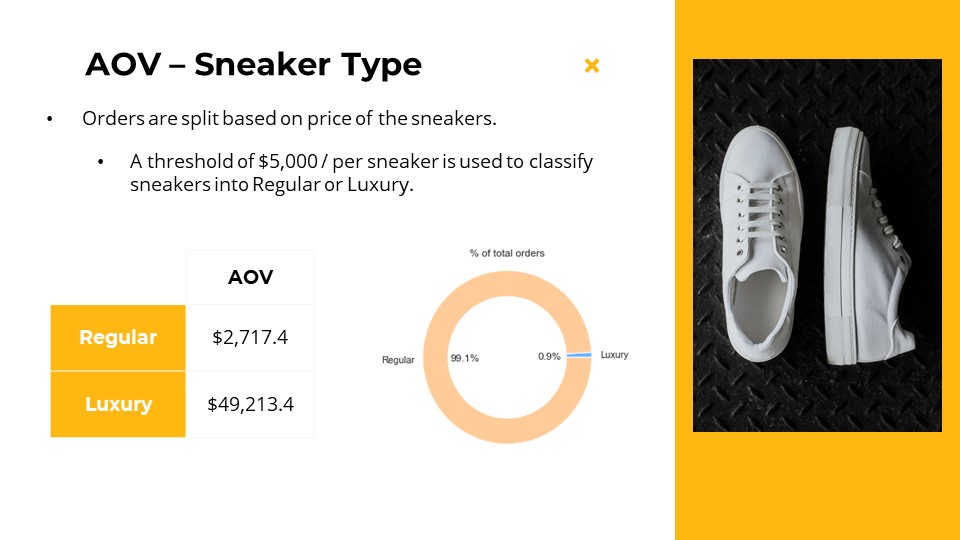 AOV – Sneaker Type
• Orders are split based on price of the sneakers.
• A threshold of $5,000 / per sneaker is used to classify
sneakers into Regular or Luxury.
AOV
Regular $2,717.4
Luxury $49,213.4
% of total orders
Regular 99.1% 0.9% Luxury